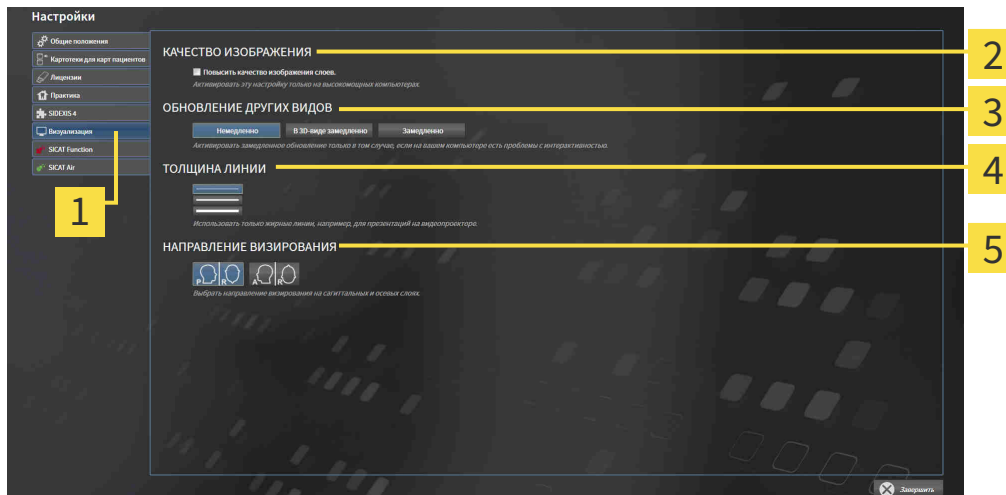 Настройки
Общие положения
Картотеки для карт пациентов
Лицензии
Практика
SIDEXIS 4
Визуализация
SICAT Function
SICAT Air
1
КАЧЕСТВО ИЗОБРАЖЕНИЯ
2
Повысить качество изображения слоев.
Активировать эту настройку только на высокомощных компьютерах.
ОБНОВЛЕНИЕ ДРУГИХ ВИДОВ
3
Немедленно В 3D-виде замедленно Замедленно
Активировать замедленное обновление только в том случае, если на вашем компьютере есть проблемы с интерактивностью.
ТОЛЩИНА ЛИНИИ
4
Использовать только жирные линии, например, для презентаций на видеопроекторе.
НАПРАВЛЕНИЕ ВИЗИРОВАНИЯ
5
P R A R
Выбрать направление визирования на сагиттальных и осевых слоях.
Завершить